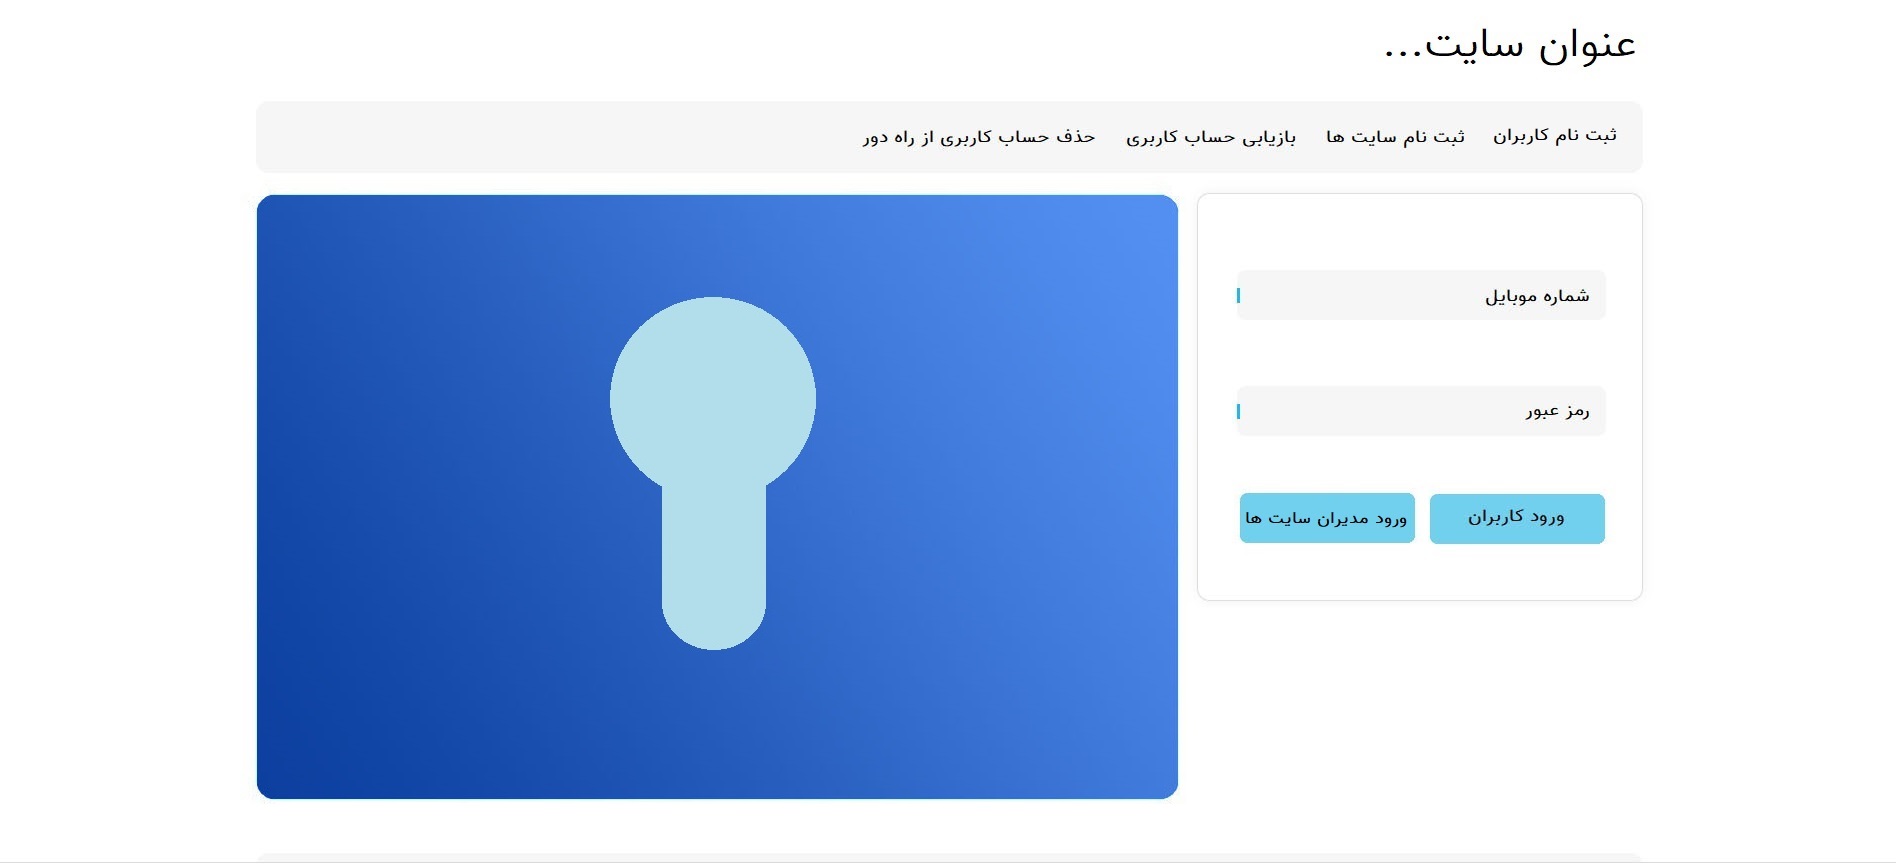 عنوان سایت...
ثبت نام کاربران ثبت نام سایت ها بازیابی حساب کاربری حذف حساب کاربری از راه دور
شماره موبایل
رمز عبور
ورود کاربران ورود مدیران سایت ها